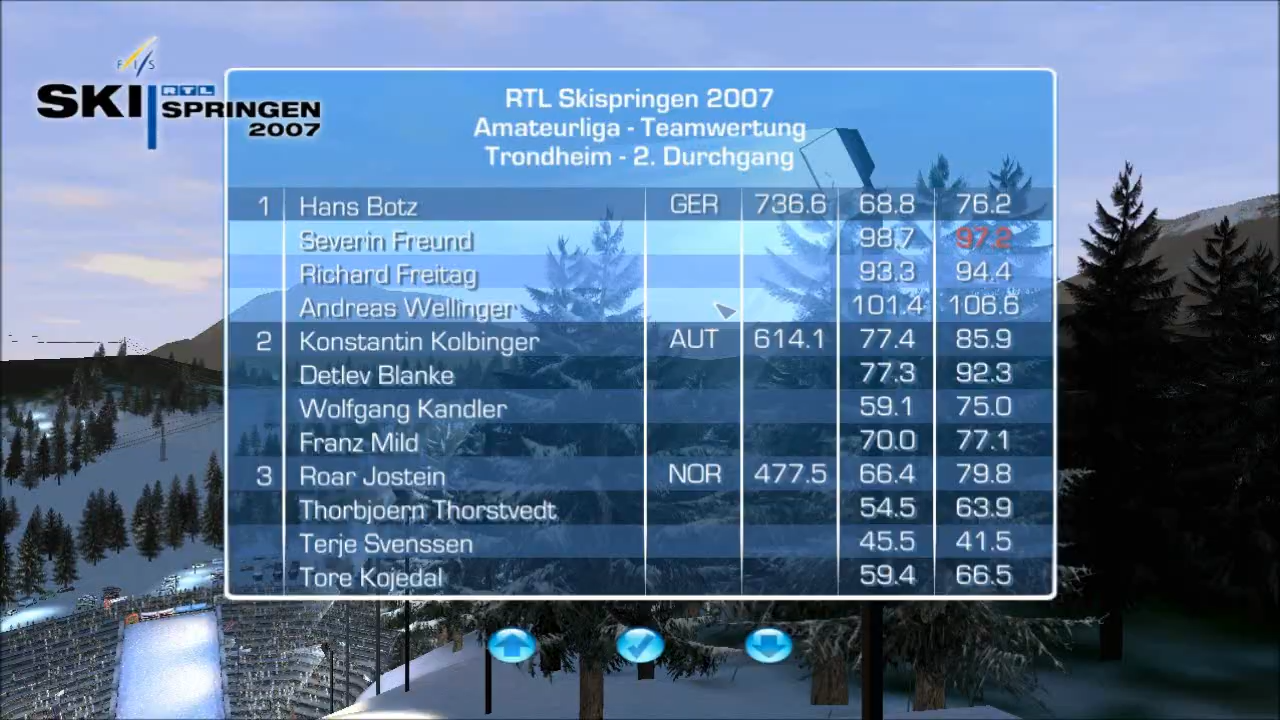 FIS
SKI RTL SPRINGEN 2007
RTL Skispringen 2007
Amateurliga - Teamwertung
Trondheim - 2. Durchgang
1 Hans Botz GER 736.6 68.8 76.2
Severin Freund 98.7 97.2
Richard Freitag 93.3 94.4
Andreas Wellinger 101.4 106.6
2 Konstantin Kolbinger AUT 614.1 77.4 85.9
Detlev Blanke 77.3 92.3
Wolfgang Kandler 59.1 75.0
Franz Mild 70.0 77.1
3 Roar Jostein NOR 477.5 66.4 79.8
Thorbjoern Thorstvedt 54.5 63.9
Terje Svenssen 45.5 41.5
Tore Kojedal 59.4 66.5